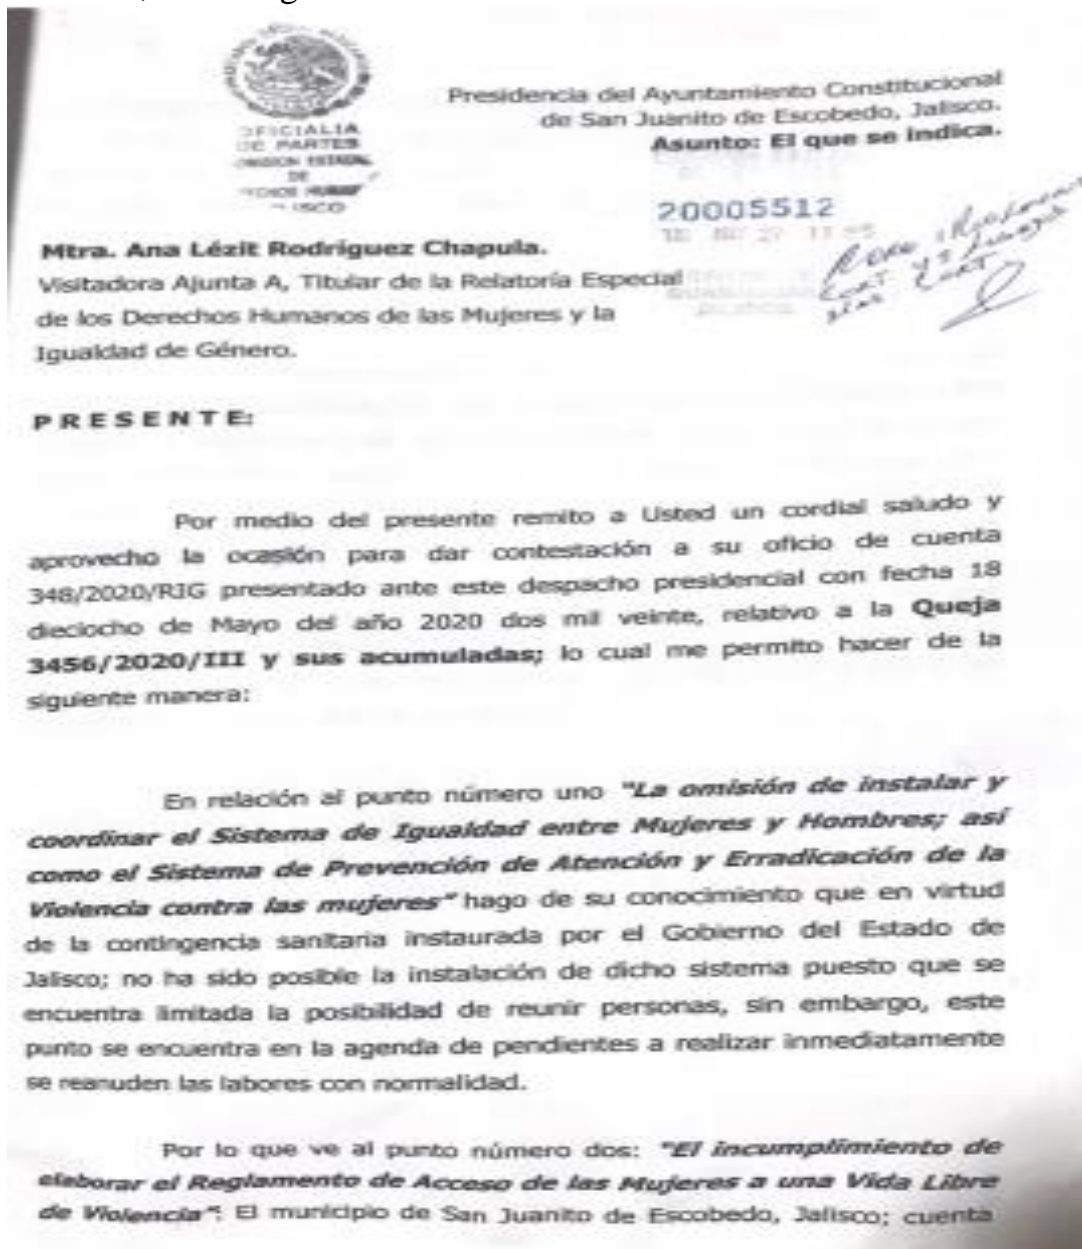 OFICIALIA
DE PARTES
DE
Presidencia del Ayuntamiento Constitucional
de San Juanito de Escobedo, Jalisco.
Asunto: El que se indica.
20005512
Mtra. Ana Lézit Rodríguez Chapula.
Visitadora Ajunta A, Titular de la Relatoría Especial
de los Derechos Humanos de las Mujeres y la
Igualdad de Género.
P R E S E N T E:
Por medio del presente remito a Usted un cordial saludo y
aprovecho la ocasión para dar contestación a su oficio de cuenta
348/2020/RIG presentado ante este despacho presidencial con fecha 18
dieciocho de Mayo del año 2020 dos mil veinte, relativo a la Queja
3456/2020/III y sus acumuladas; lo cual me permito hacer de la
siguiente manera:
En relación al punto número uno "La omisión de instalar y
coordinar el Sistema de Igualdad entre Mujeres y Hombres; así
como el Sistema de Prevención de Atención y Erradicación de la
Violencia contra las mujeres" hago de su conocimiento que en virtud
de la contingencia sanitaria instaurada por el Gobierno del Estado de
Jalisco; no ha sido posible la instalación de dicho sistema puesto que se
encuentra limitada la posibilidad de reunir personas, sin embargo, este
punto se encuentra en la agenda de pendientes a realizar inmediatamente
se reanuden las labores con normalidad.
Por lo que ve al punto número dos: "El incumplimiento de
elaborar el Reglamento de Acceso de las Mujeres a una Vida Libre
de Violencia": El municipio de San Juanito de Escobedo, Jalisco; cuenta